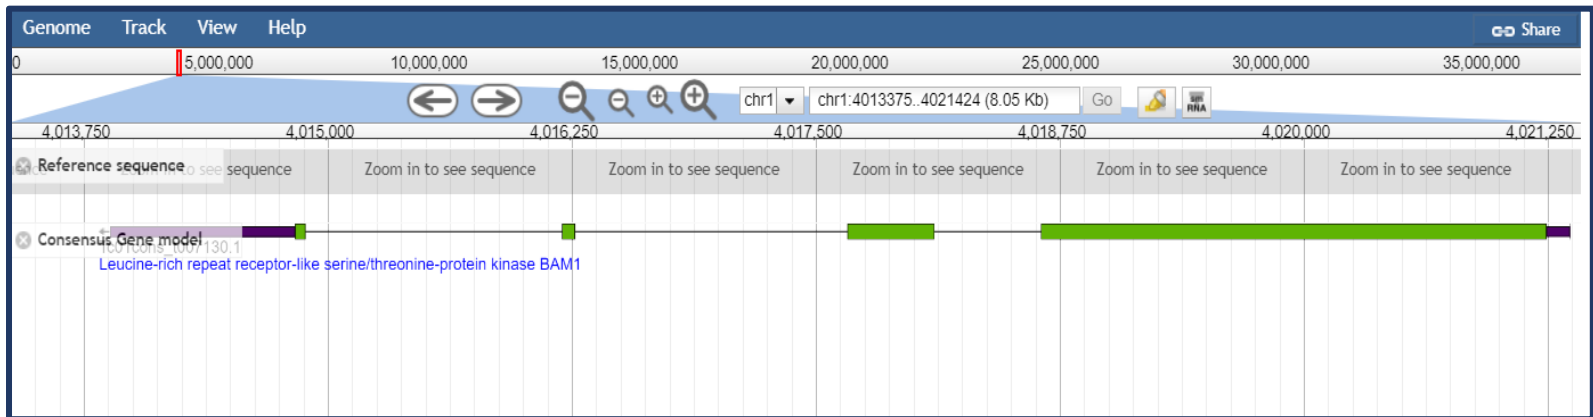 Genome Track View Help Share
0 5,000,000 10,000,000 15,000,000 20,000,000 25,000,000 30,000,000 35,000,000
chr1 chr1:4013375..4021424 (8.05 Kb) Go sm RNA
4,013,750 4,015,000 4,016,250 4,017,500 4,018,750 4,020,000 4,021,250
Reference sequence see sequence Zoom in to see sequence Zoom in to see sequence Zoom in to see sequence Zoom in to see sequence Zoom in to see sequence
Consensus Gene model
Leucine-rich repeat receptor-like serine/threonine-protein kinase BAM1